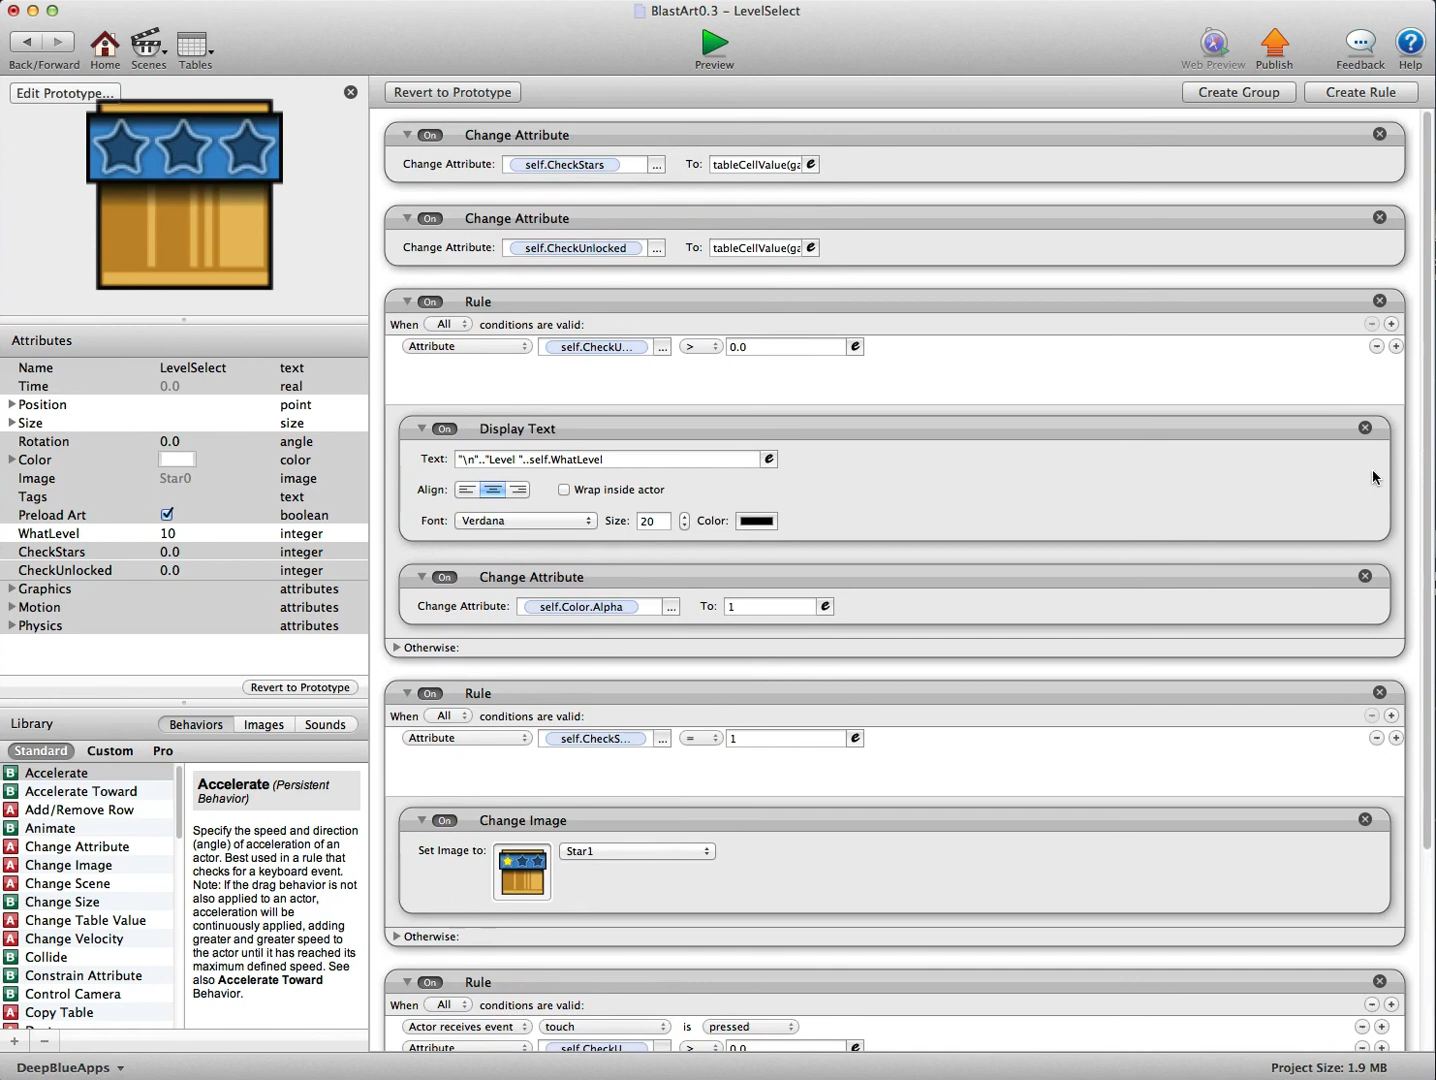 BlastArt0.3 – LevelSelect
Back/Forward Home Scenes Tables Preview Web Preview Publish Feedback Help
Edit Prototype...
Revert to Prototype Create Group Create Rule
On Change Attribute
Change Attribute: self.CheckStars ... To: tableCellValue(ga e
On Change Attribute
Change Attribute: self.CheckUnlocked ... To: tableCellValue(ga e
On Rule
When All conditions are valid:
Attribute self.CheckU... ... > 0.0 e
On Display Text
Text: "\n".."Level "..self.WhatLevel e
Align: Wrap inside actor
Font: Verdana Size: 20 Color:
On Change Attribute
Change Attribute: self.Color.Alpha ... To: 1 e
Otherwise:
On Rule
When All conditions are valid:
Attribute self.CheckS... ... = 1 e
On Change Image
Set Image to: Star1
Otherwise:
On Rule
When All conditions are valid:
Actor receives event touch is pressed
Attribute self.CheckU > 0.0 e
Attributes
Name LevelSelect text
Time 0.0 real
Position point
Size size
Rotation 0.0 angle
Color color
Image Star0 image
Tags text
Preload Art boolean
WhatLevel 10 integer
CheckStars 0.0 integer
CheckUnlocked 0.0 integer
Graphics attributes
Motion attributes
Physics attributes
Revert to Prototype
Library Behaviors Images Sounds
Standard Custom Pro
B Accelerate
B Accelerate Toward
A Add/Remove Row
B Animate
A Change Attribute
A Change Image
A Change Scene
B Change Size
A Change Table Value
A Change Velocity
B Collide
B Constrain Attribute
B Control Camera
A Copy Table
Accelerate (Persistent
Behavior)
Specify the speed and direction
(angle) of acceleration of an
actor. Best used in a rule that
checks for a keyboard event.
Note: If the drag behavior is not
also applied to an actor,
acceleration will be
continuously applied, adding
greater and greater speed to
the actor until it has reached its
maximum defined speed. See
also Accelerate Toward
Behavior.
DeepBlueApps Project Size: 1.9 MB